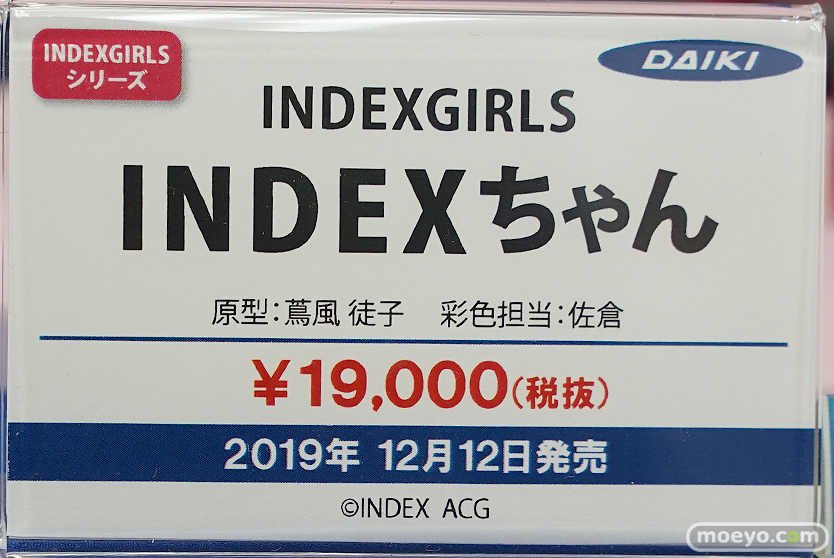 INDEXGIRLS
シリーズ
DAIKI
INDEXGIRLS
INDEXちゃん
原型:蔦風 徒子 彩色担当:佐倉
¥19,000(税抜)
2019年 12月12日発売
©INDEX ACG
moeyo.com